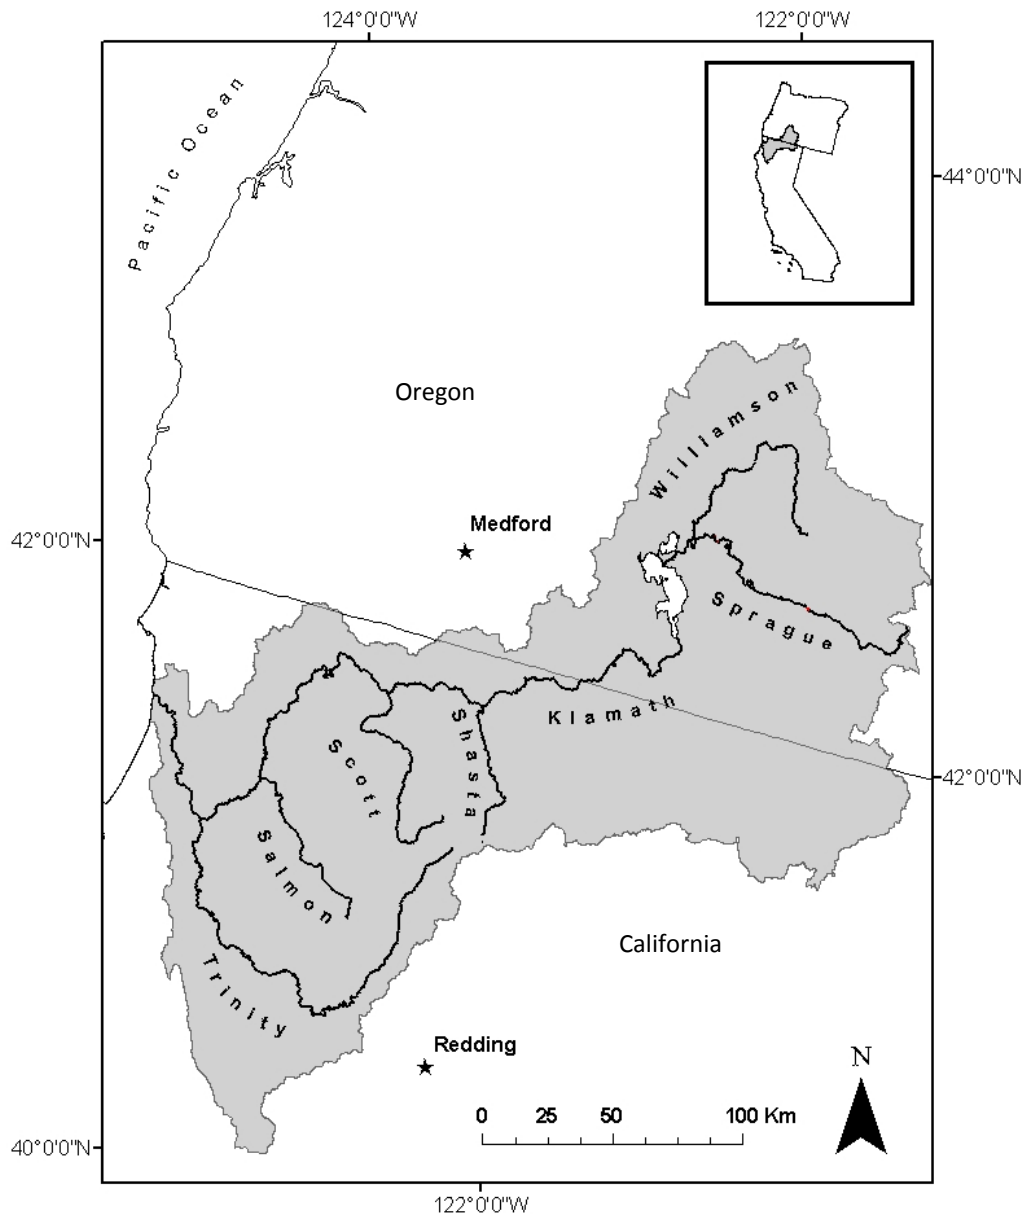 124°0'0"W
122°0'0"W
Pacific Ocean
44°0'0"N
Oregon
Williamson
Medford
42°0'0"N
Sprague
Klamath
Shasta
Scott
42°0'0"N
Salmon
California
Trinity
Redding
N
0 25 50 100 Km
40°0'0"N
122°0'0"W